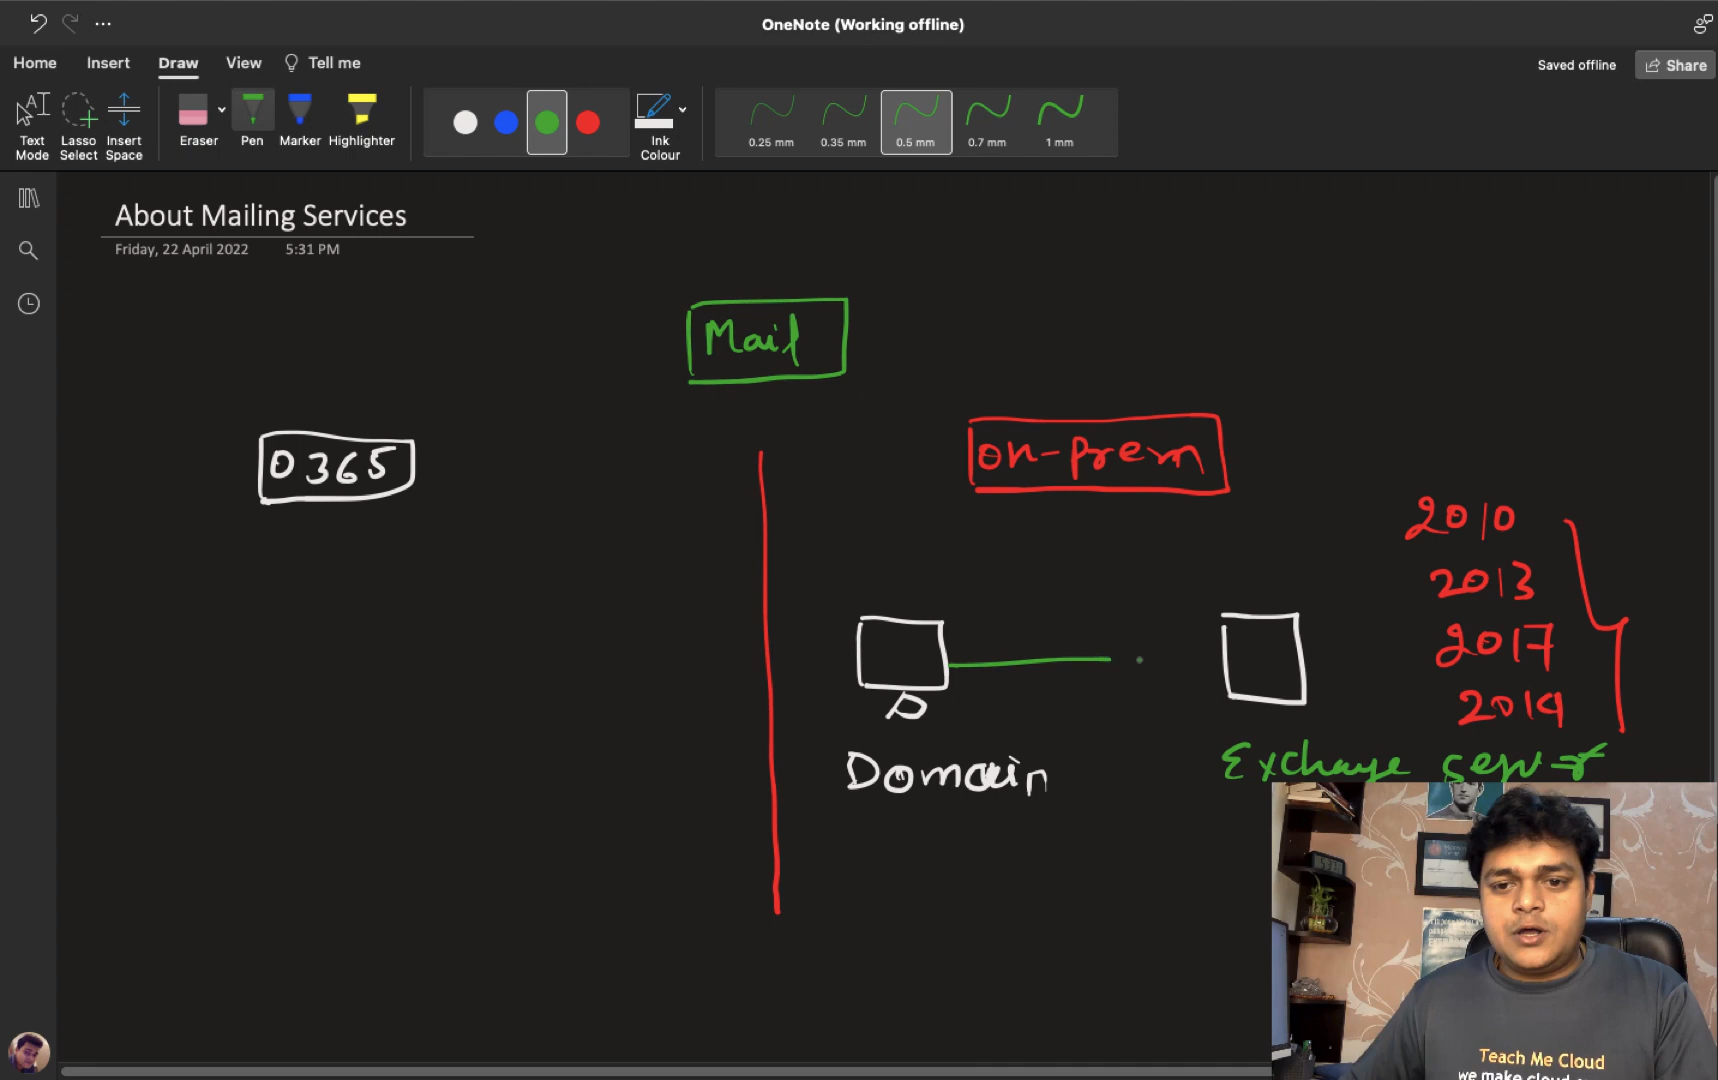 OneNote (Working offline)
Home Insert Draw View Tell me
Saved offline Share
Text Mode
Lasso Select
Insert Space
Eraser
Pen
Marker
Highlighter
Ink Colour
0.25 mm
0.35 mm
0.5 mm
0.7 mm
1 mm
About Mailing Services
Friday, 22 April 2022 5:31 PM
Mail
O365
on-prem
2010
2013
2017
2019
Domain
Exchange server
Teach Me Cloud
we make cloud